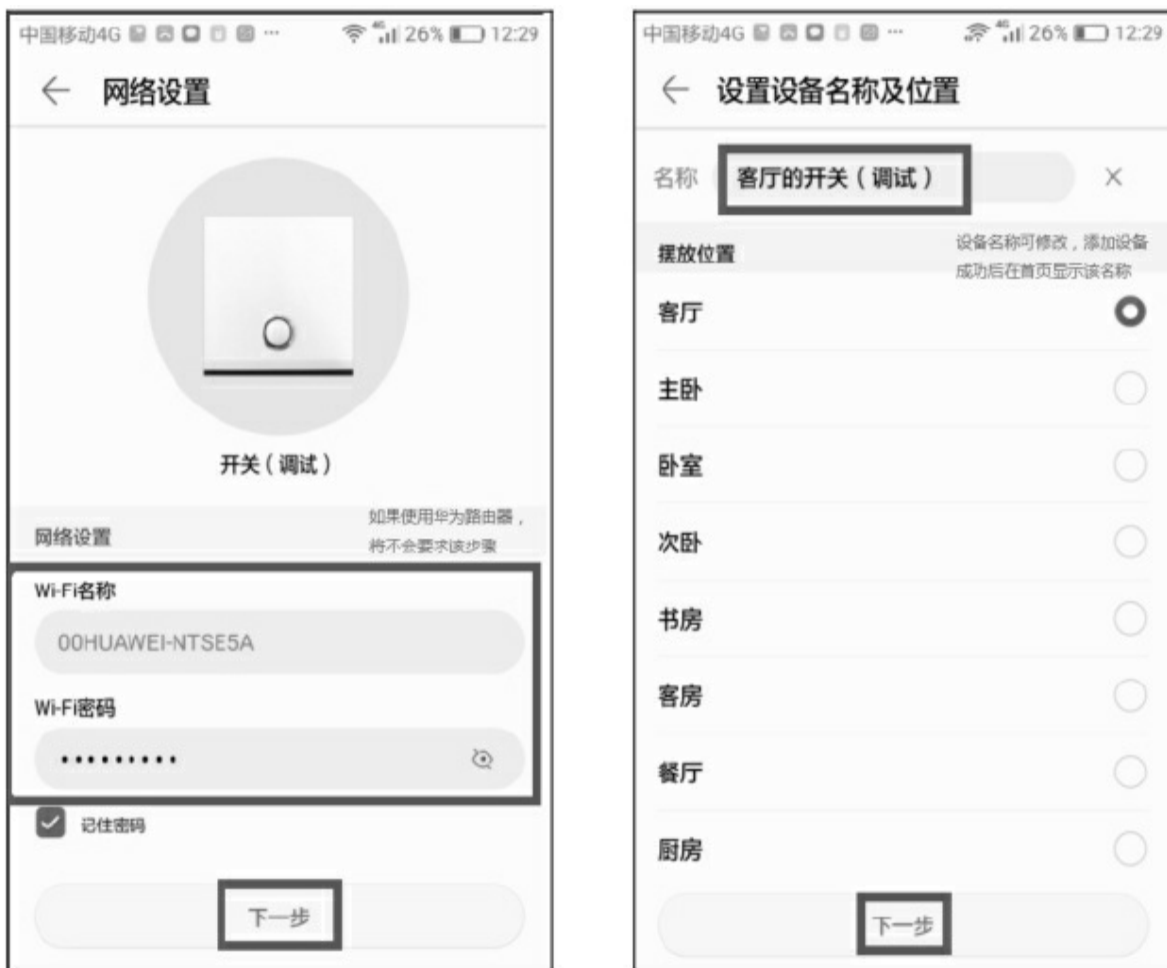 中国移动4G ··· 4G 26% 12:29
网络设置
开关（调试）
网络设置
如果使用华为路由器，
将不会要求该步骤
Wi-Fi名称
00HUAWEI-NTSE5A
Wi-Fi密码
•••••••••
记住密码
下一步
中国移动4G ··· 4G 26% 12:29
设置设备名称及位置
名称 客厅的开关（调试）
摆放位置
设备名称可修改，添加设备
成功后在首页显示该名称
客厅
主卧
卧室
次卧
书房
客房
餐厅
厨房
下一步